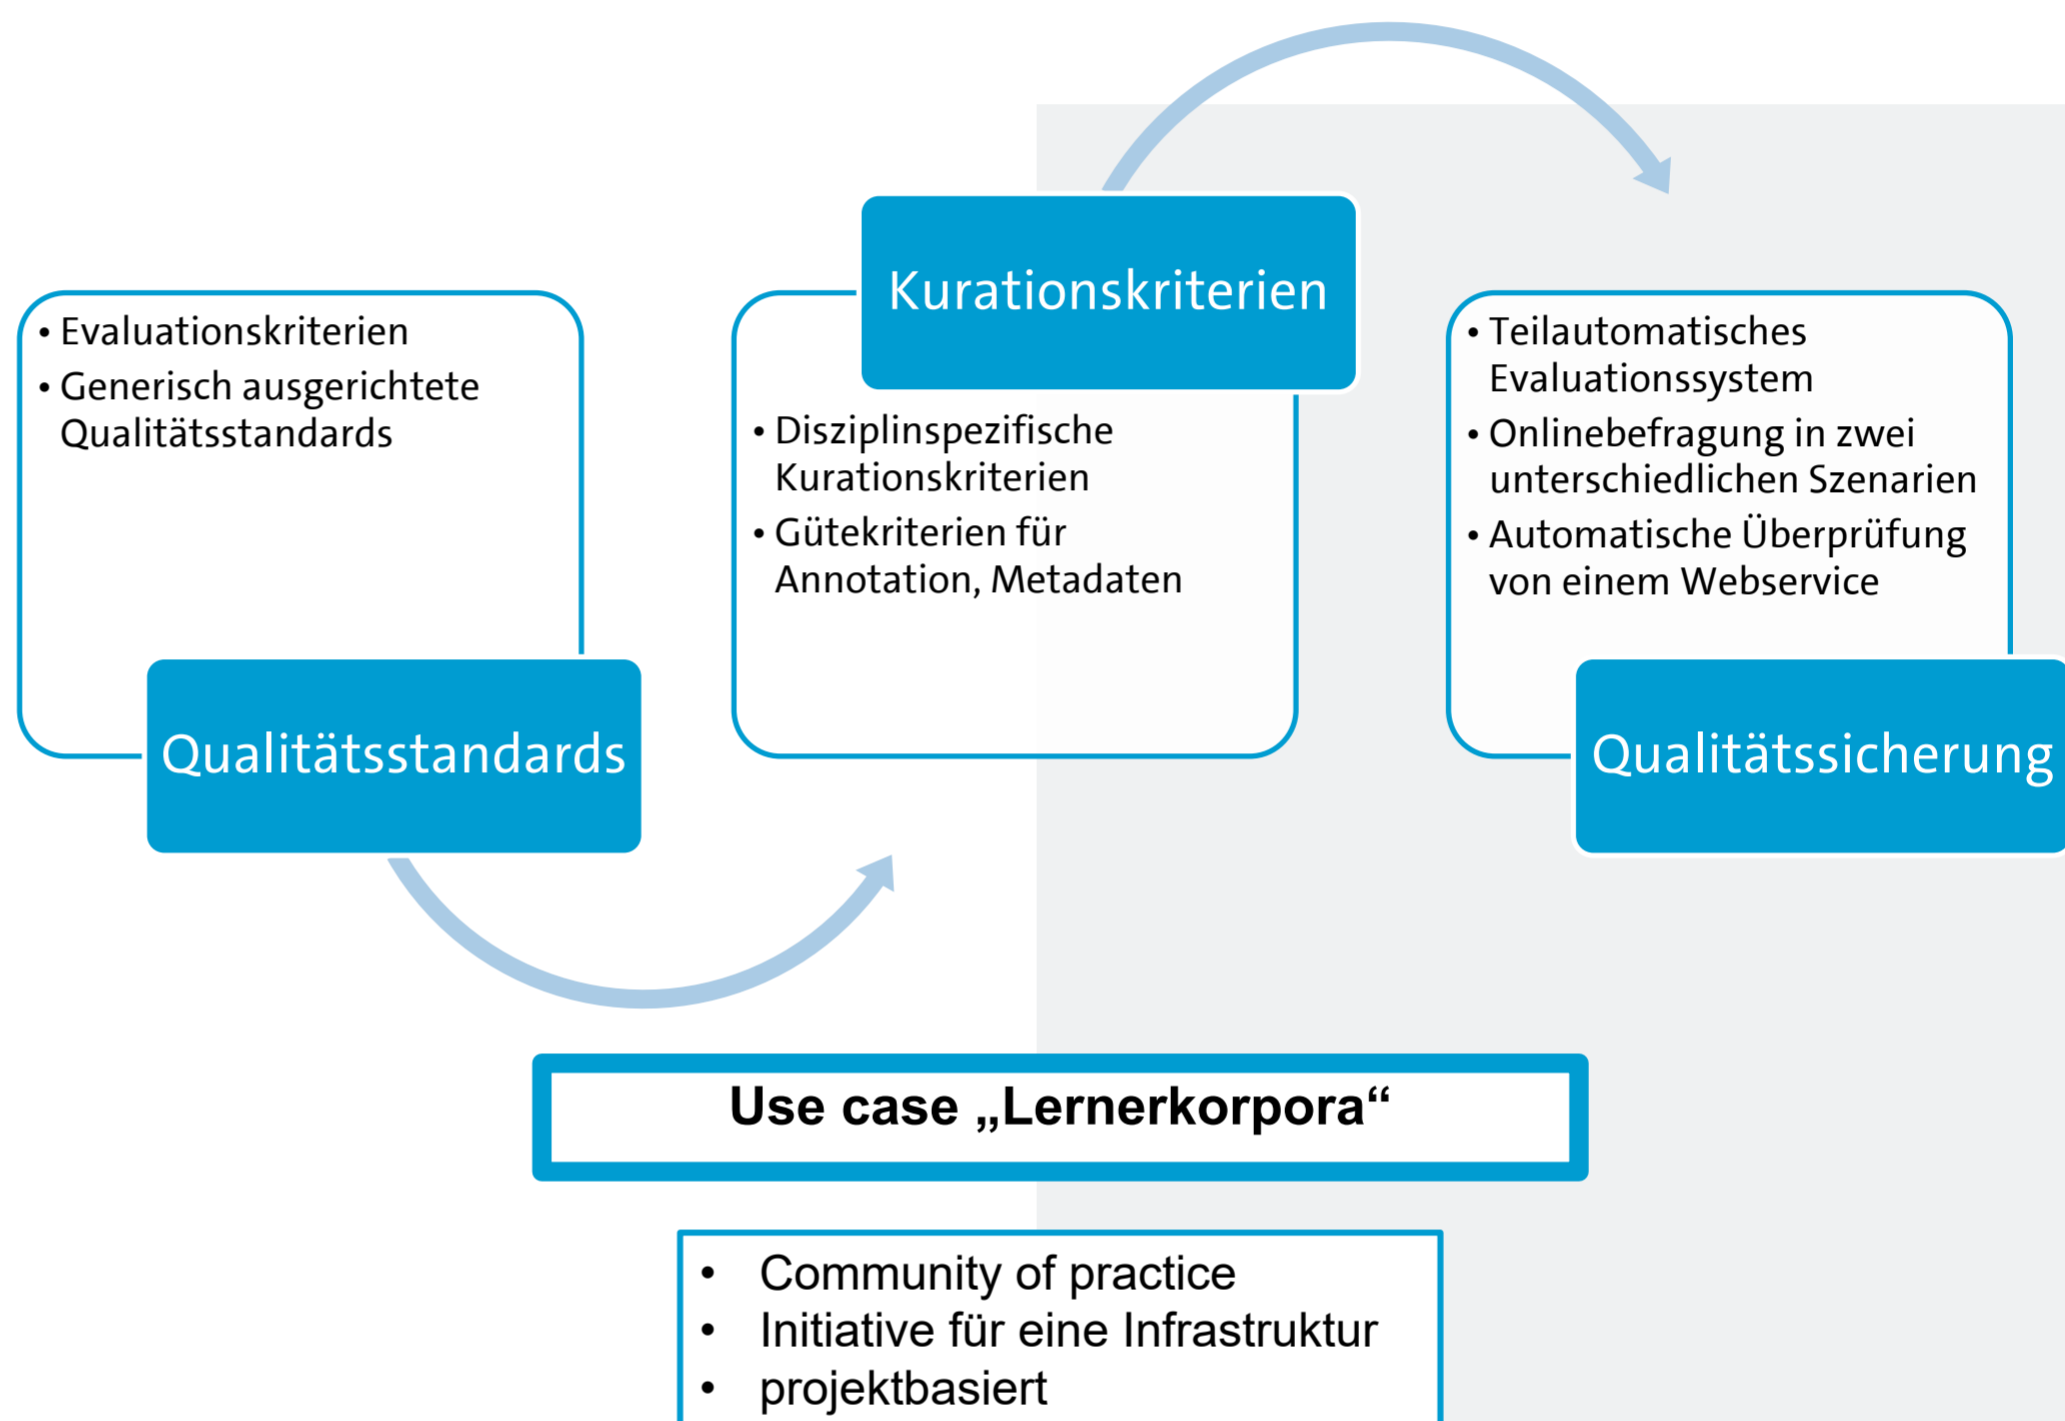 • Evaluationskriterien
• Generisch ausgerichtete
Qualitätsstandards
Qualitätsstandards
Kurationskriterien
• Disziplinspezifische
Kurationskriterien
• Gütekriterien für
Annotation, Metadaten
• Teilautomatisches
Evaluationssystem
• Onlinebefragung in zwei
unterschiedlichen Szenarien
• Automatische Überprüfung
von einem Webservice
Qualitätssicherung
Use case „Lernerkorpora“
• Community of practice
• Initiative für eine Infrastruktur
• projektbasiert